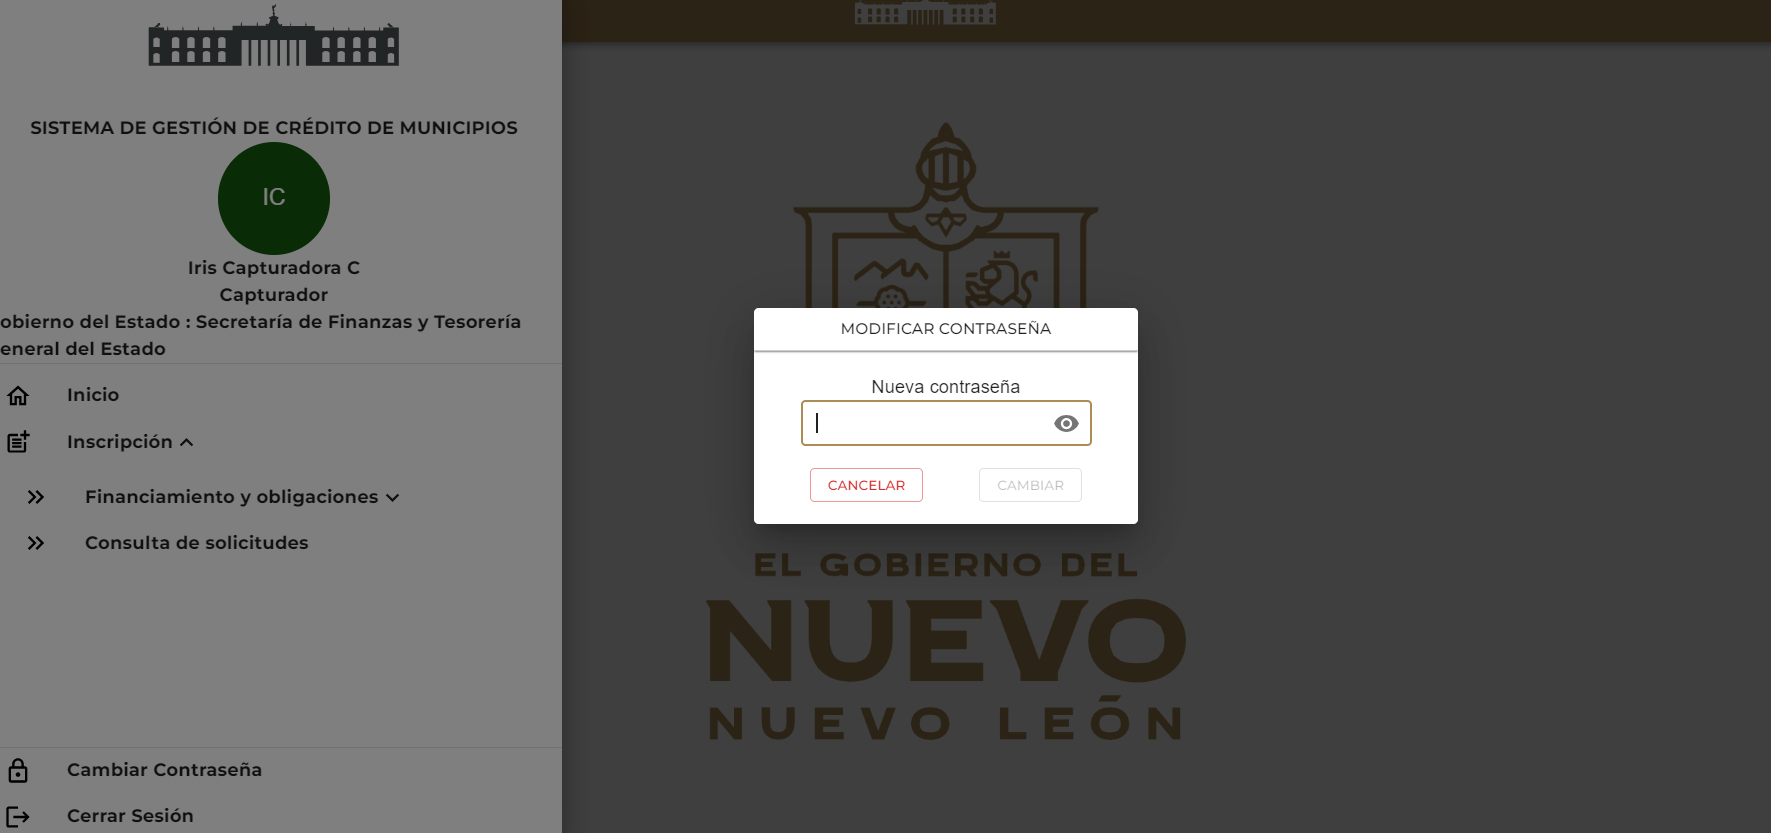 SISTEMA DE GESTIÓN DE CRÉDITO DE MUNICIPIOS
IC
Iris Capturadora C
Capturador
obierno del Estado : Secretaría de Finanzas y Tesorería
eneral del Estado
Inicio
Inscripción
Financiamiento y obligaciones
Consulta de solicitudes
Cambiar Contraseña
Cerrar Sesión
MODIFICAR CONTRASEÑA
Nueva contraseña
CANCELAR
CAMBIAR
EL GOBIERNO DEL
NUEVO
NUEVO LEÓN